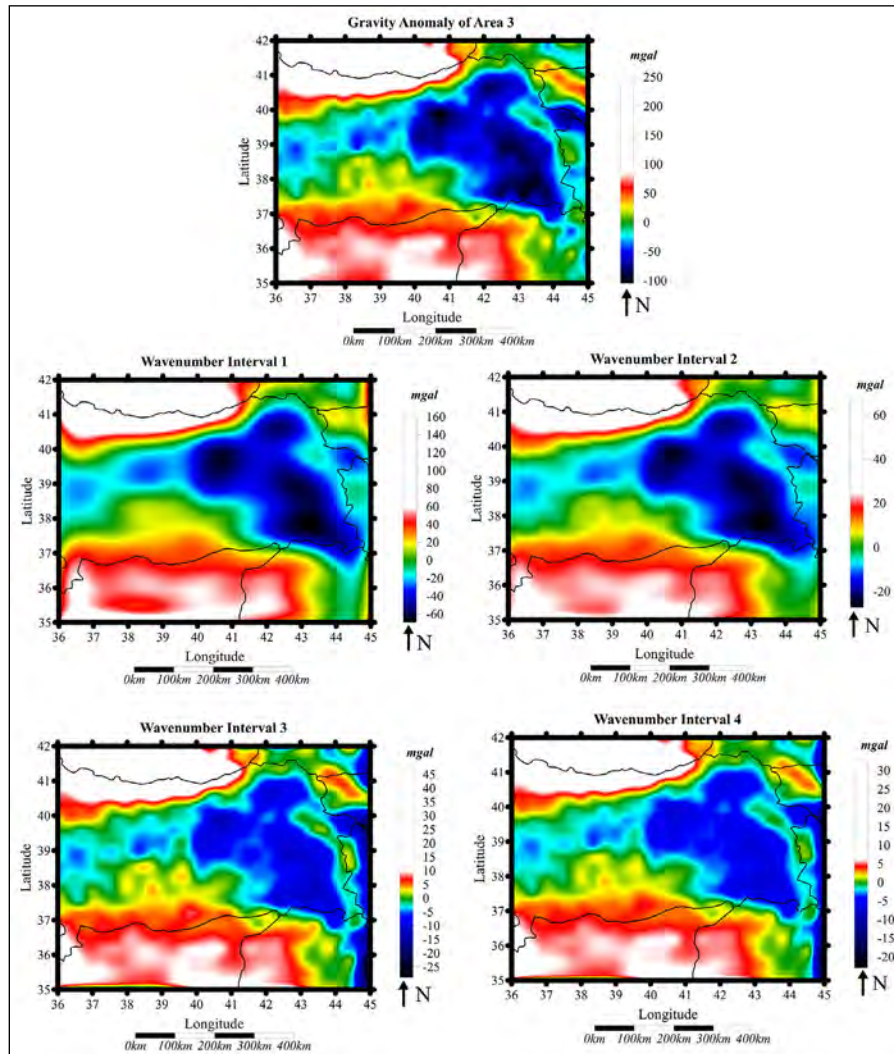 Gravity Anomaly of Area 3
mgal
42
41
40
39
38
37
36
35
Latitude
250
200
150
100
50
0
-50
-100
N
36 37 38 39 40 41 42 43 44 45
Longitude
0km 100km 200km 300km 400km
Wavenumber Interval 1
mgal
42
41
40
39
38
37
36
35
Latitude
160
140
120
100
80
60
40
20
0
-20
-40
-60
N
36 37 38 39 40 41 42 43 44 45
Longitude
0km 100km 200km 300km 400km
Wavenumber Interval 2
mgal
42
41
40
39
38
37
36
35
Latitude
60
40
20
0
-20
N
36 37 38 39 40 41 42 43 44 45
Longitude
0km 100km 200km 300km 400km
Wavenumber Interval 3
mgal
42
41
40
39
38
37
36
35
Latitude
45
40
35
30
25
20
15
10
5
0
-5
-10
-15
-20
-25
N
36 37 38 39 40 41 42 43 44 45
Longitude
0km 100km 200km 300km 400km
Wavenumber Interval 4
mgal
42
41
40
39
38
37
36
35
Latitude
30
25
20
15
10
5
0
-5
-10
-15
-20
N
36 37 38 39 40 41 42 43 44 45
Longitude
0km 100km 200km 300km 400km